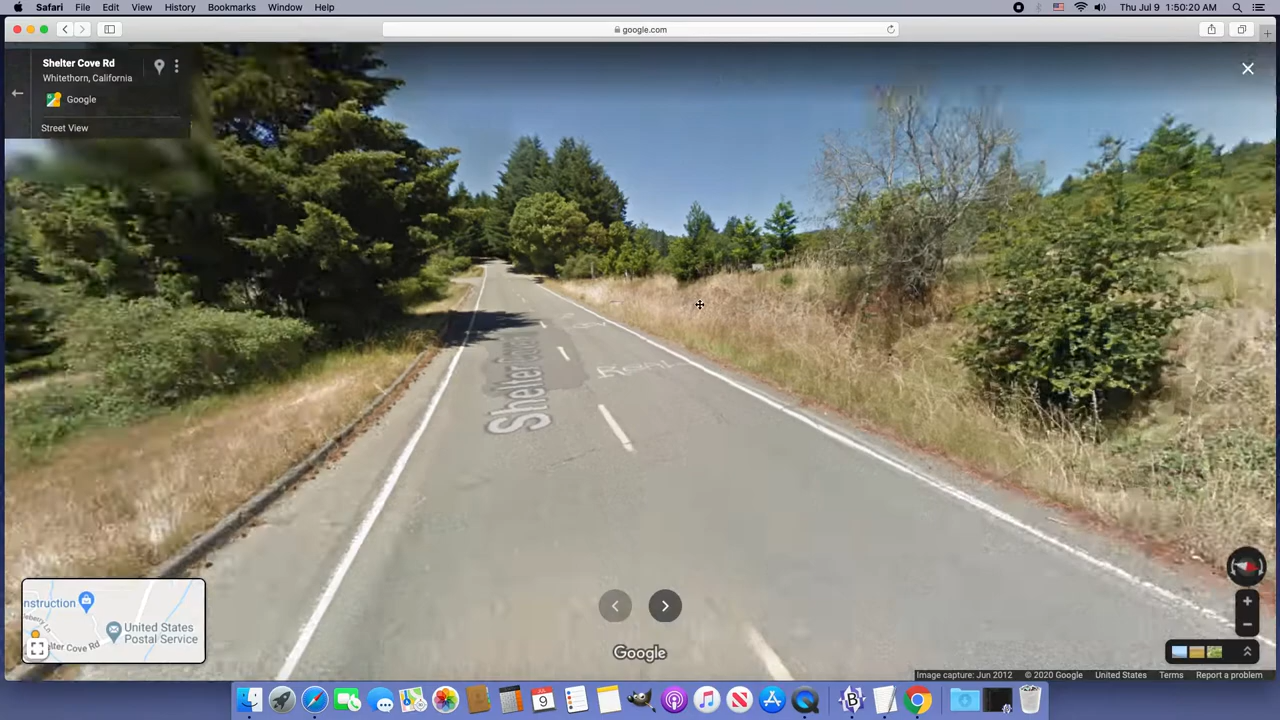 Safari File Edit View History Bookmarks Window Help
Thu Jul 9 1:50:20 AM
google.com
Shelter Cove Rd
Whitethorn, California
Google
Street View
Shelter
nstruction
United States
Postal Service
elter Cove Rd
Google
Image capture: Jun 2012 © 2020 Google United States Terms Report a problem
9